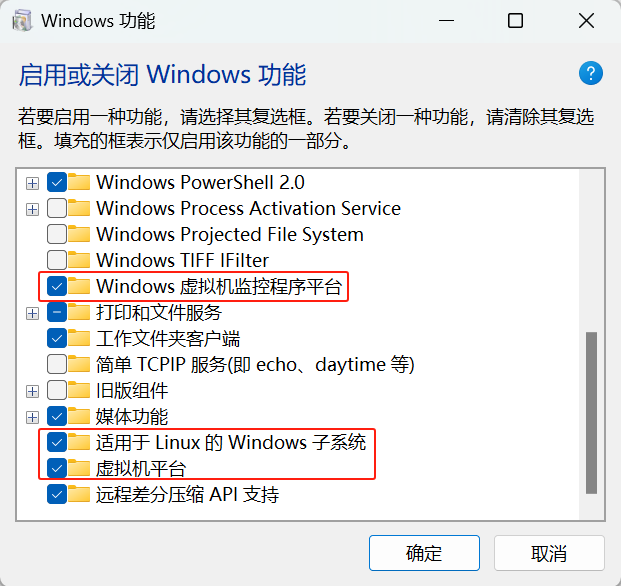 Windows 功能
启用或关闭 Windows 功能
若要启用一种功能，请选择其复选框。若要关闭一种功能，请清除其复选
框。填充的框表示仅启用该功能的一部分。
Windows PowerShell 2.0
Windows Process Activation Service
Windows Projected File System
Windows TIFF IFilter
Windows 虚拟机监控程序平台
打印和文件服务
工作文件夹客户端
简单 TCPIP 服务(即 echo、daytime 等)
旧版组件
媒体功能
适用于 Linux 的 Windows 子系统
虚拟机平台
远程差分压缩 API 支持
确定
取消